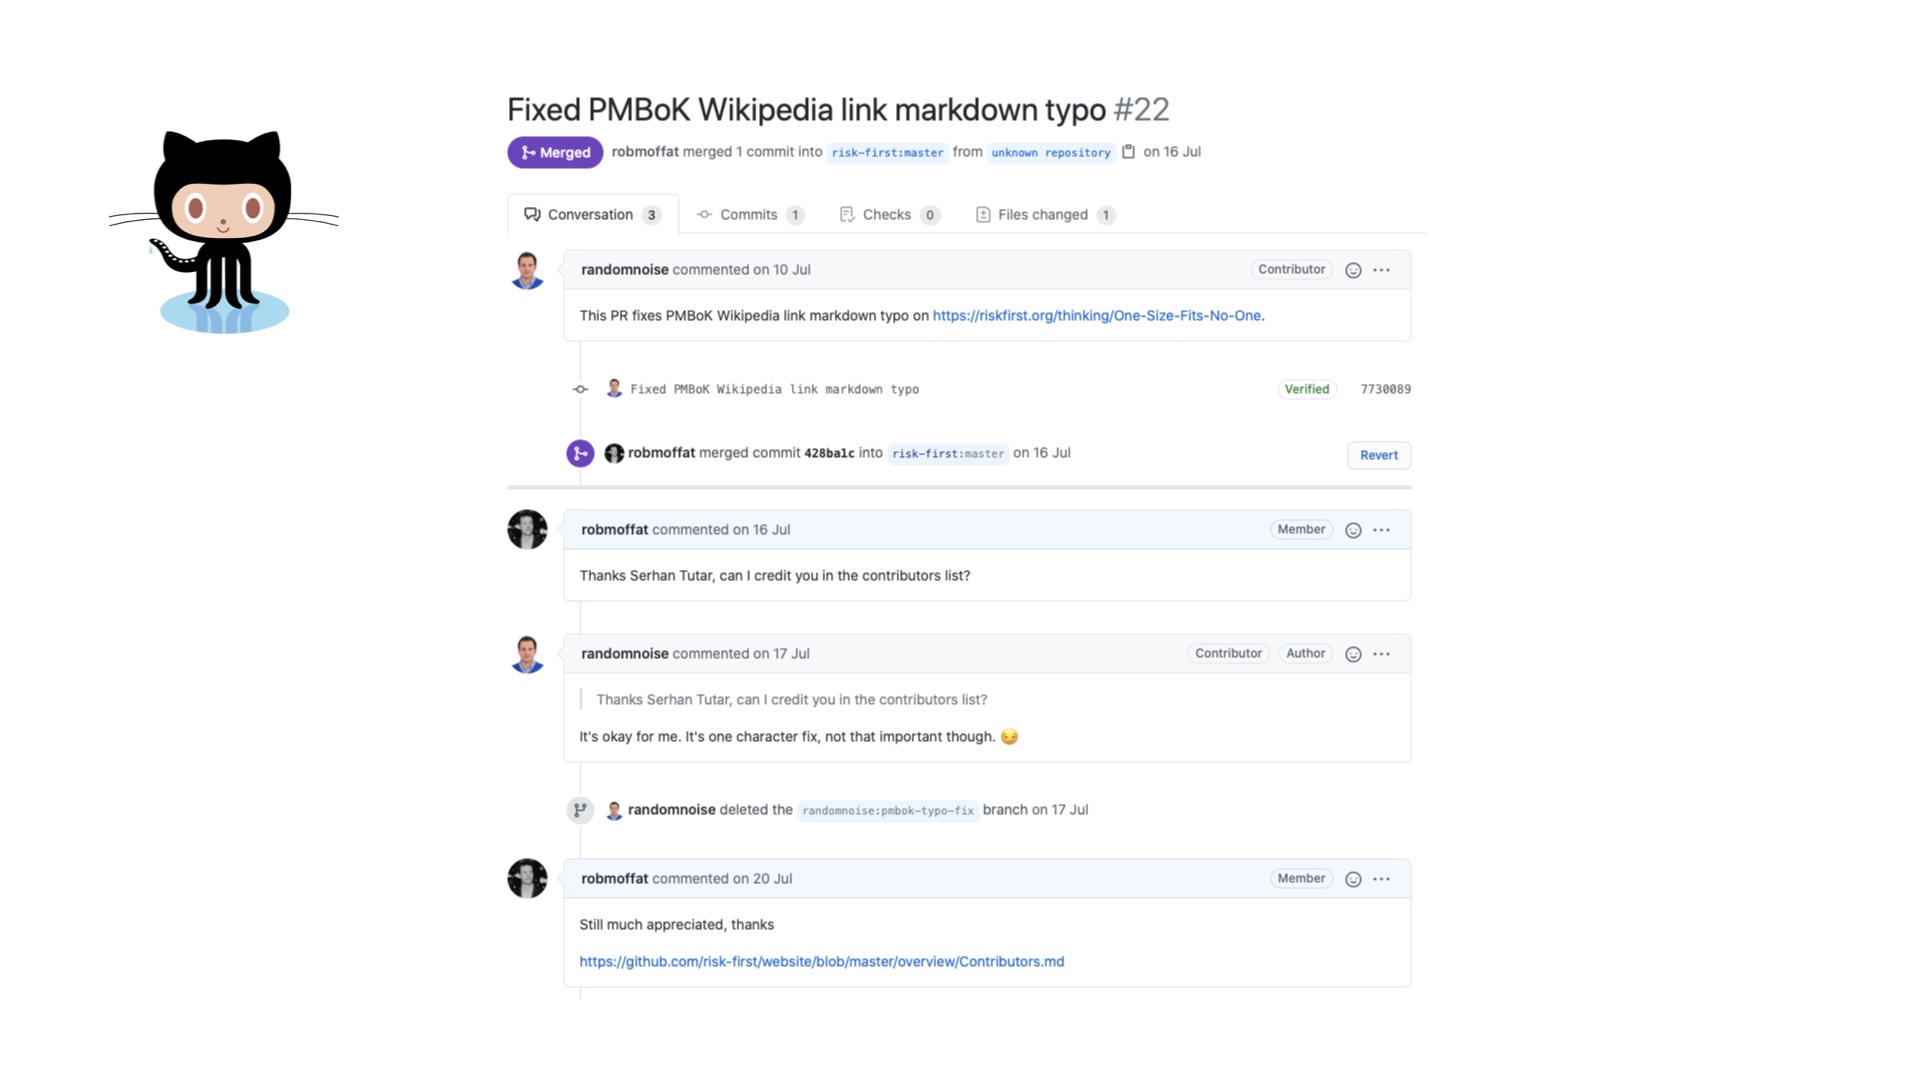 Fixed PMBoK Wikipedia link markdown typo #22
Merged robmoffat merged 1 commit into risk-first:master from unknown repository on 16 Jul
Conversation 3 Commits 1 Checks 0 Files changed 1
randomnoise commented on 10 Jul Contributor
This PR fixes PMBoK Wikipedia link markdown typo on https://riskfirst.org/thinking/One-Size-Fits-No-One.
Fixed PMBoK Wikipedia link markdown typo Verified 7730089
robmoffat merged commit 428ba1c into risk-first:master on 16 Jul Revert
robmoffat commented on 16 Jul Member
Thanks Serhan Tutar, can I credit you in the contributors list?
randomnoise commented on 17 Jul Contributor Author
Thanks Serhan Tutar, can I credit you in the contributors list?
It's okay for me. It's one character fix, not that important though. 😏
randomnoise deleted the randomnoise:pmbok-typo-fix branch on 17 Jul
robmoffat commented on 20 Jul Member
Still much appreciated, thanks
https://github.com/risk-first/website/blob/master/overview/Contributors.md